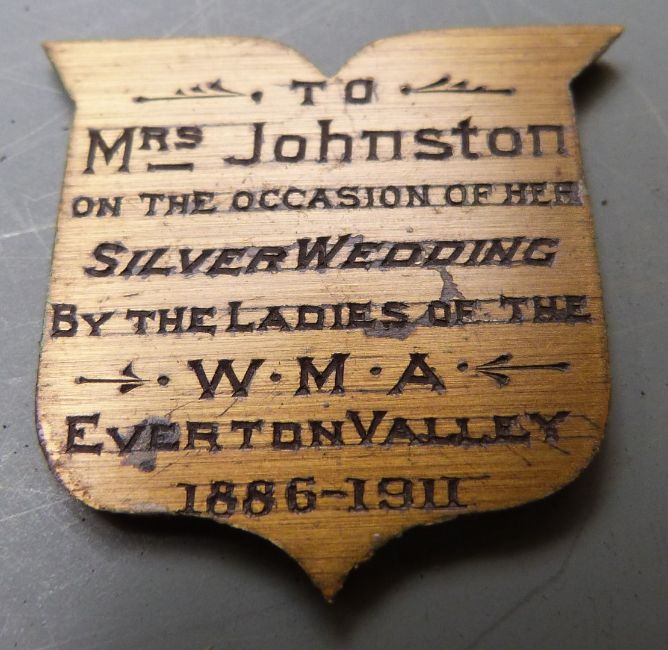 TO
MRS Johnston
ON THE OCCASION OF HER
SILVER WEDDING
BY THE LADIES OF THE
W·M·A·
EVERTON VALLEY
1886-1911